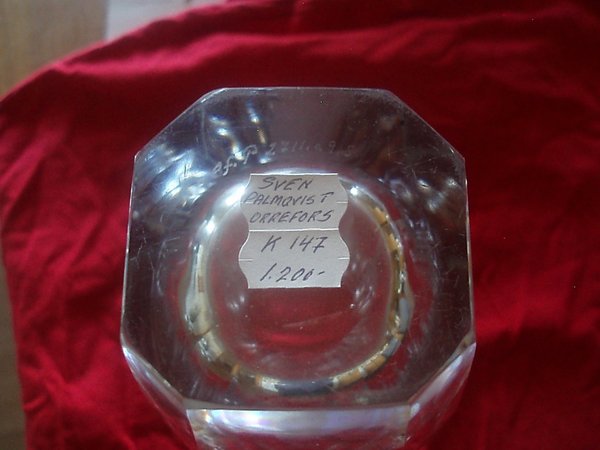 SVEN
PALMQVIST
ORREFORS
K 147
1.200-